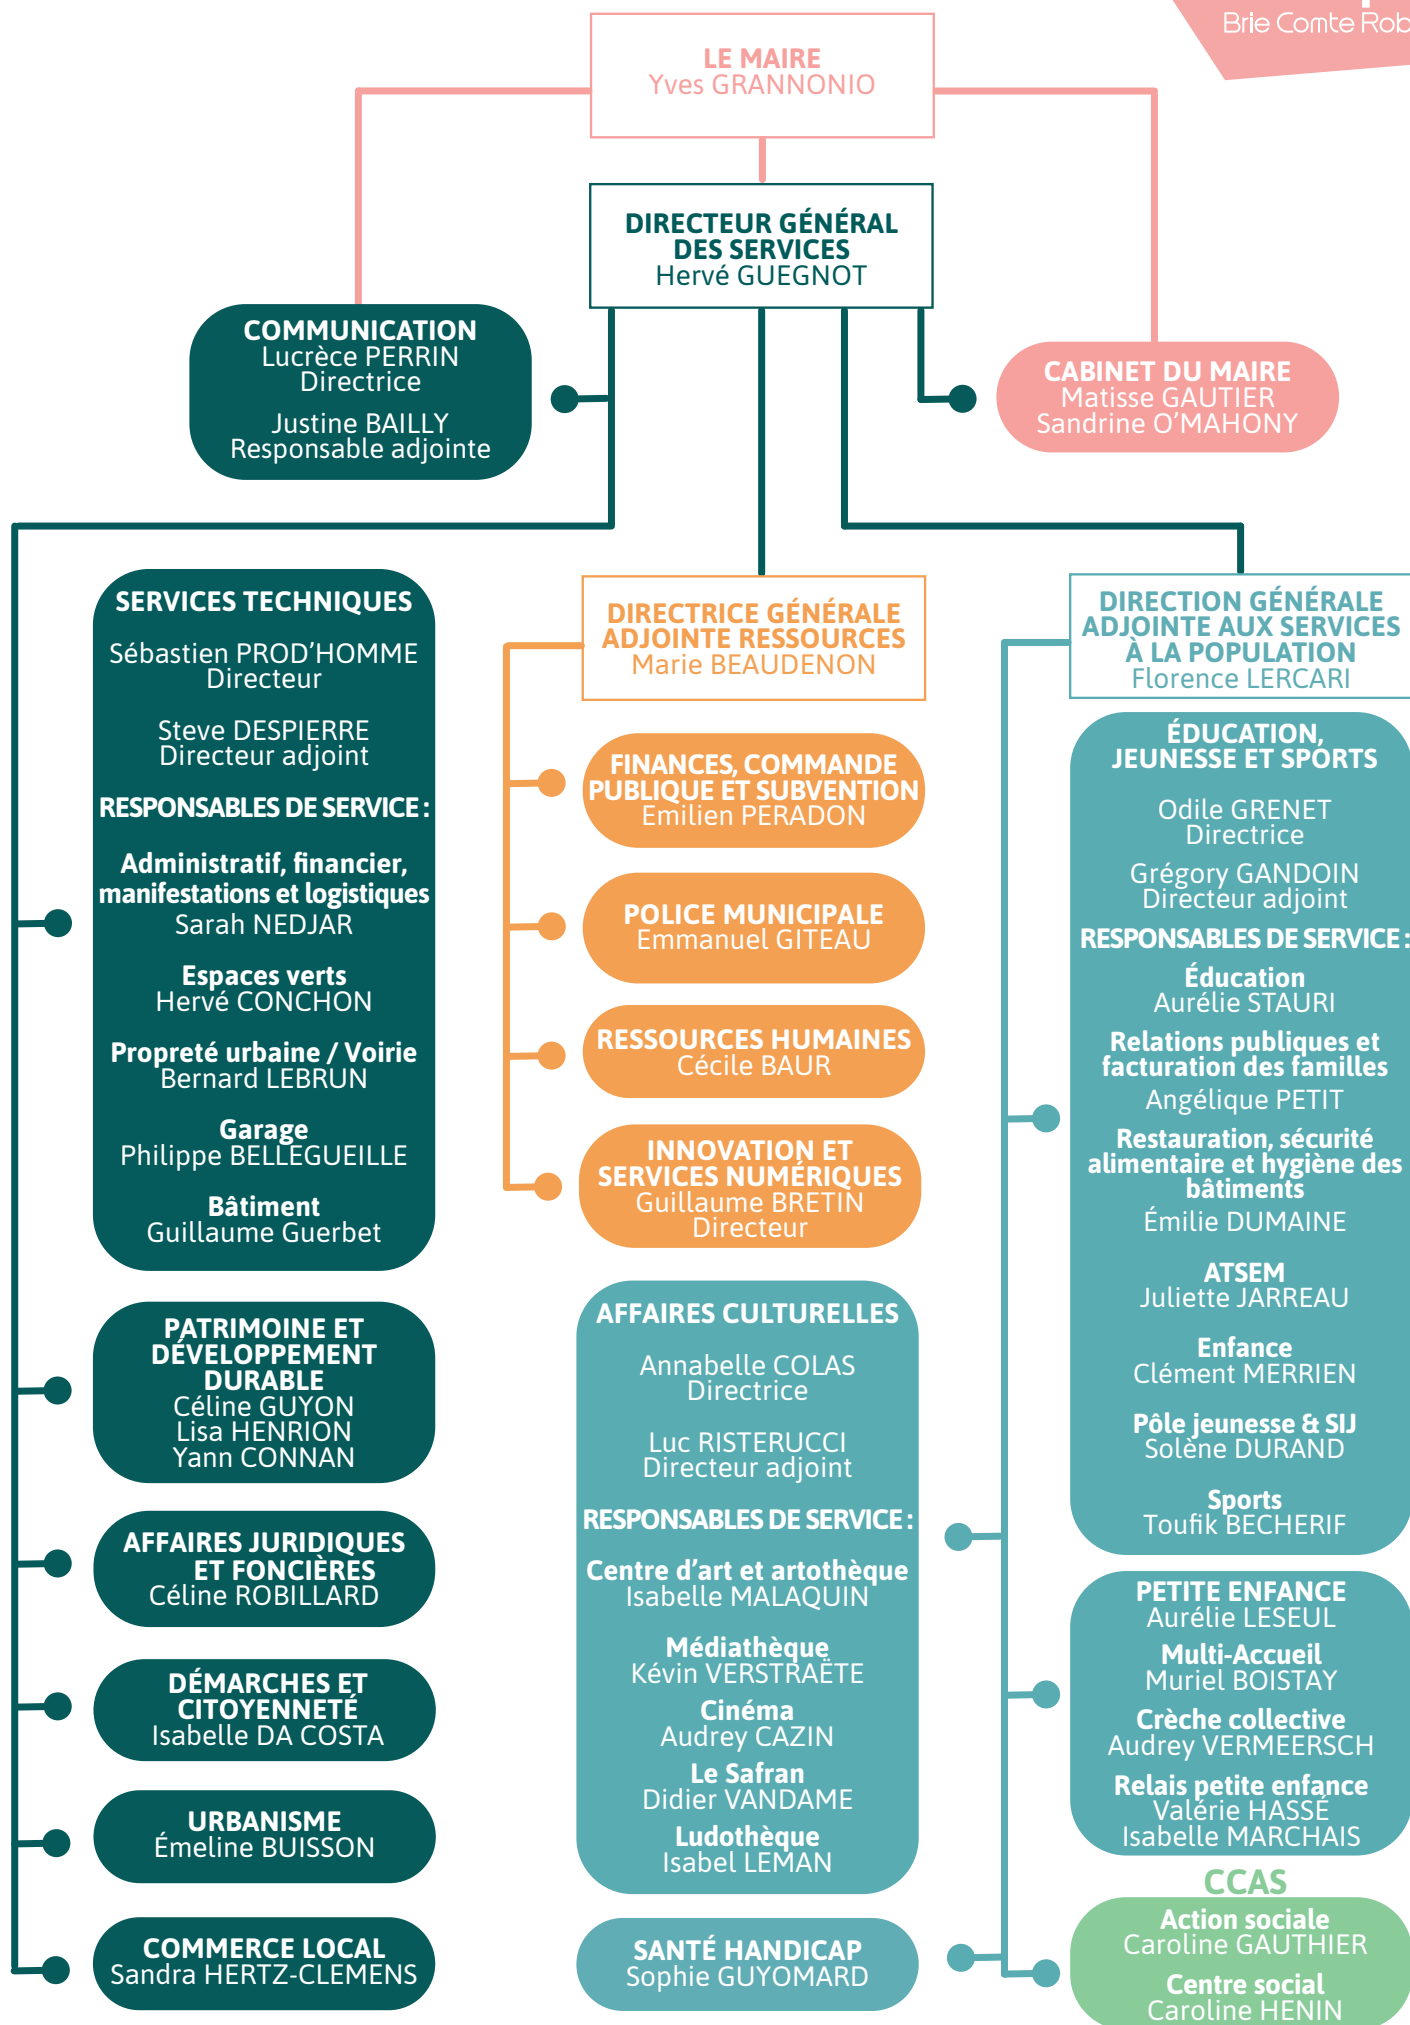 Brie Comte Rob
LE MAIRE
Yves GRANNONIO
DIRECTEUR GÉNÉRAL
DES SERVICES
Hervé GUEGNOT
COMMUNICATION
Lucrèce PERRIN
Directrice
Justine BAILLY
Responsable adjointe
CABINET DU MAIRE
Matisse GAUTIER
Sandrine O’MAHONY
SERVICES TECHNIQUES
Sébastien PROD’HOMME
Directeur
Steve DESPIERRE
Directeur adjoint
RESPONSABLES DE SERVICE :
Administratif, financier,
manifestations et logistiques
Sarah NEDJAR
Espaces verts
Hervé CONCHON
Propreté urbaine / Voirie
Bernard LEBRUN
Garage
Philippe BELLEGUEILLE
Bâtiment
Guillaume Guerbet
PATRIMOINE ET
DÉVELOPPEMENT
DURABLE
Céline GUYON
Lisa HENRION
Yann CONNAN
AFFAIRES JURIDIQUES
ET FONCIÈRES
Céline ROBILLARD
DÉMARCHES ET
CITOYENNETÉ
Isabelle DA COSTA
URBANISME
Émeline BUISSON
COMMERCE LOCAL
Sandra HERTZ-CLEMENS
DIRECTRICE GÉNÉRALE
ADJOINTE RESSOURCES
Marie BEAUDENON
FINANCES, COMMANDE
PUBLIQUE ET SUBVENTION
Emilien PERADON
POLICE MUNICIPALE
Emmanuel GITEAU
RESSOURCES HUMAINES
Cécile BAUR
INNOVATION ET
SERVICES NUMÉRIQUES
Guillaume BRETIN
Directeur
AFFAIRES CULTURELLES
Annabelle COLAS
Directrice
Luc RISTERUCCI
Directeur adjoint
RESPONSABLES DE SERVICE :
Centre d’art et artothèque
Isabelle MALAQUIN
Médiathèque
Kévin VERSTRAËTE
Cinéma
Audrey CAZIN
Le Safran
Didier VANDAME
Ludothèque
Isabel LEMAN
SANTÉ HANDICAP
Sophie GUYOMARD
DIRECTION GÉNÉRALE
ADJOINTE AUX SERVICES
À LA POPULATION
Florence LERCARI
ÉDUCATION,
JEUNESSE ET SPORTS
Odile GRENET
Directrice
Grégory GANDOIN
Directeur adjoint
RESPONSABLES DE SERVICE :
Éducation
Aurélie STAURI
Relations publiques et
facturation des familles
Angélique PETIT
Restauration, sécurité
alimentaire et hygiène des
bâtiments
Émilie DUMAINE
ATSEM
Juliette JARREAU
Enfance
Clément MERRIEN
Pôle jeunesse & SIJ
Solène DURAND
Sports
Toufik BECHERIF
PETITE ENFANCE
Aurélie LESEUL
Multi-Accueil
Muriel BOISTAY
Crèche collective
Audrey VERMEERSCH
Relais petite enfance
Valérie HASSÉ
Isabelle MARCHAIS
CCAS
Action sociale
Caroline GAUTHIER
Centre social
Caroline HENIN